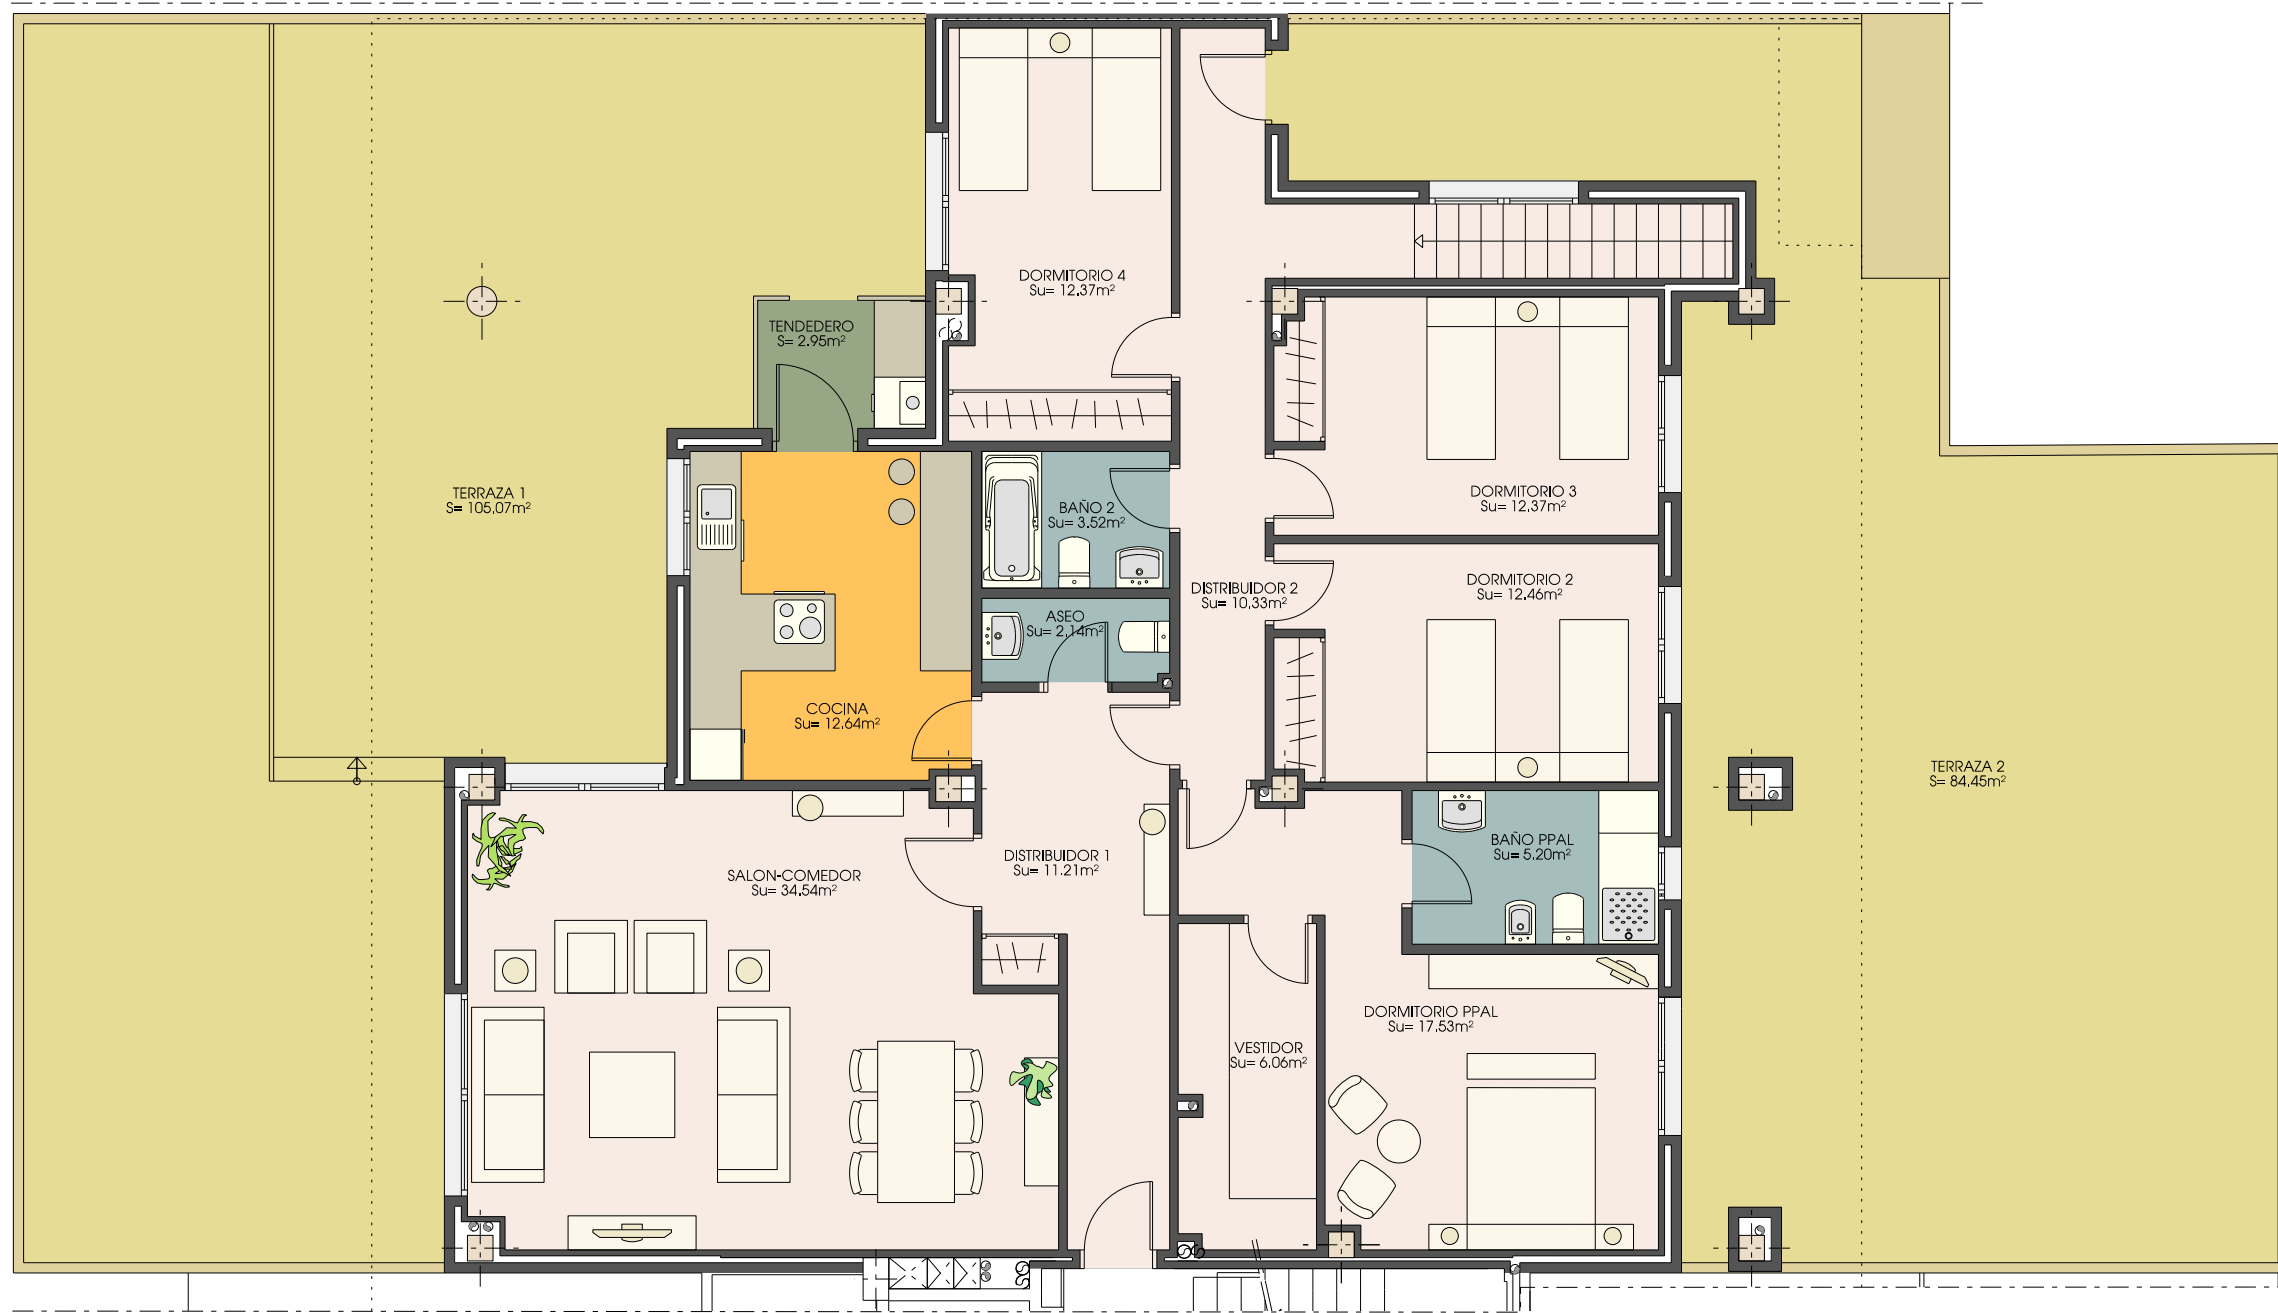 DORMITORIO 4
Su= 12,37m²
TENDEDERO
S= 2.95m²
TERRAZA 1
S= 105,07m²
BAÑO 2
Su= 3.52m²
DORMITORIO 3
Su= 12,37m²
DISTRIBUIDOR 2
Su= 10,33m²
DORMITORIO 2
Su= 12.46m²
ASEO
Su= 2,14m²
COCINA
Su= 12.64m²
TERRAZA 2
S= 84,45m²
BAÑO PPAL
Su= 5.20m²
DISTRIBUIDOR 1
Su= 11.21m²
SALON-COMEDOR
Su= 34,54m²
DORMITORIO PPAL
Su= 17,53m²
VESTIDOR
Su= 6.06m²